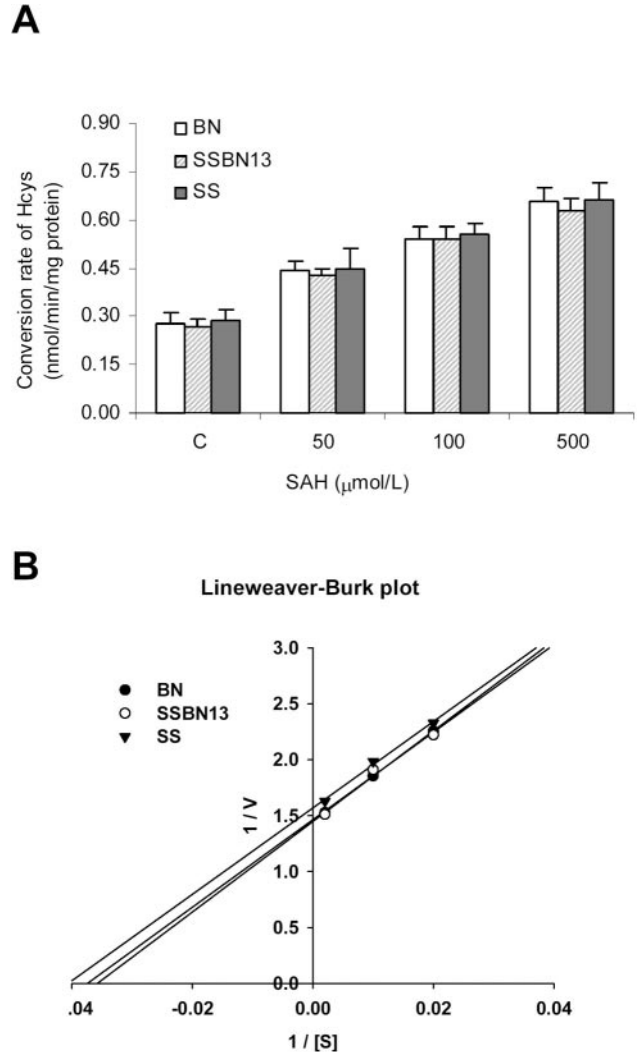 A
Conversion rate of Hcys
(nmol/min/mg protein)
0.90
0.75
0.60
0.45
0.30
0.15
0.00
BN
SSBN13
SS
C 50 100 500
SAH (μmol/L)
B
Lineweaver-Burk plot
BN
SSBN13
SS
1 / V
3.0
2.5
2.0
1.5
1.0
0.5
0.0
.04 -0.02 0.00 0.02 0.04
1 / [S]